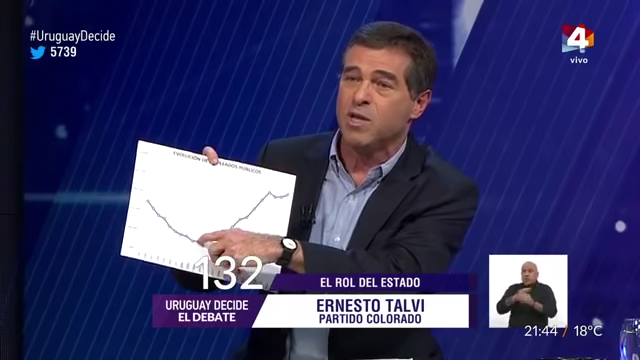 #UruguayDecide
5739
4
vivo
EVOLUCIÓN DE EMPLEADOS PÚBLICOS
132
EL ROL DEL ESTADO
URUGUAY DECIDE
EL DEBATE
ERNESTO TALVI
PARTIDO COLORADO
21:44 / 18°C